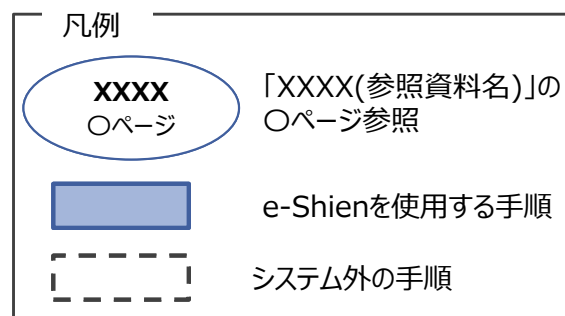 凡例
XXXX
〇ページ
「XXXX(参照資料名)」の
〇ページ参照
e-Shienを使用する手順
システム外の手順